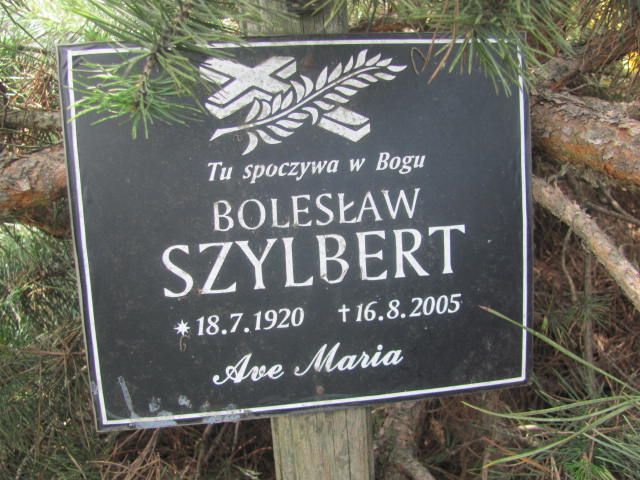 Tu spoczywa w Bogu
BOLESŁAW
SZYLBERT
* 18.7.1920 †16.8.2005
Ave Maria